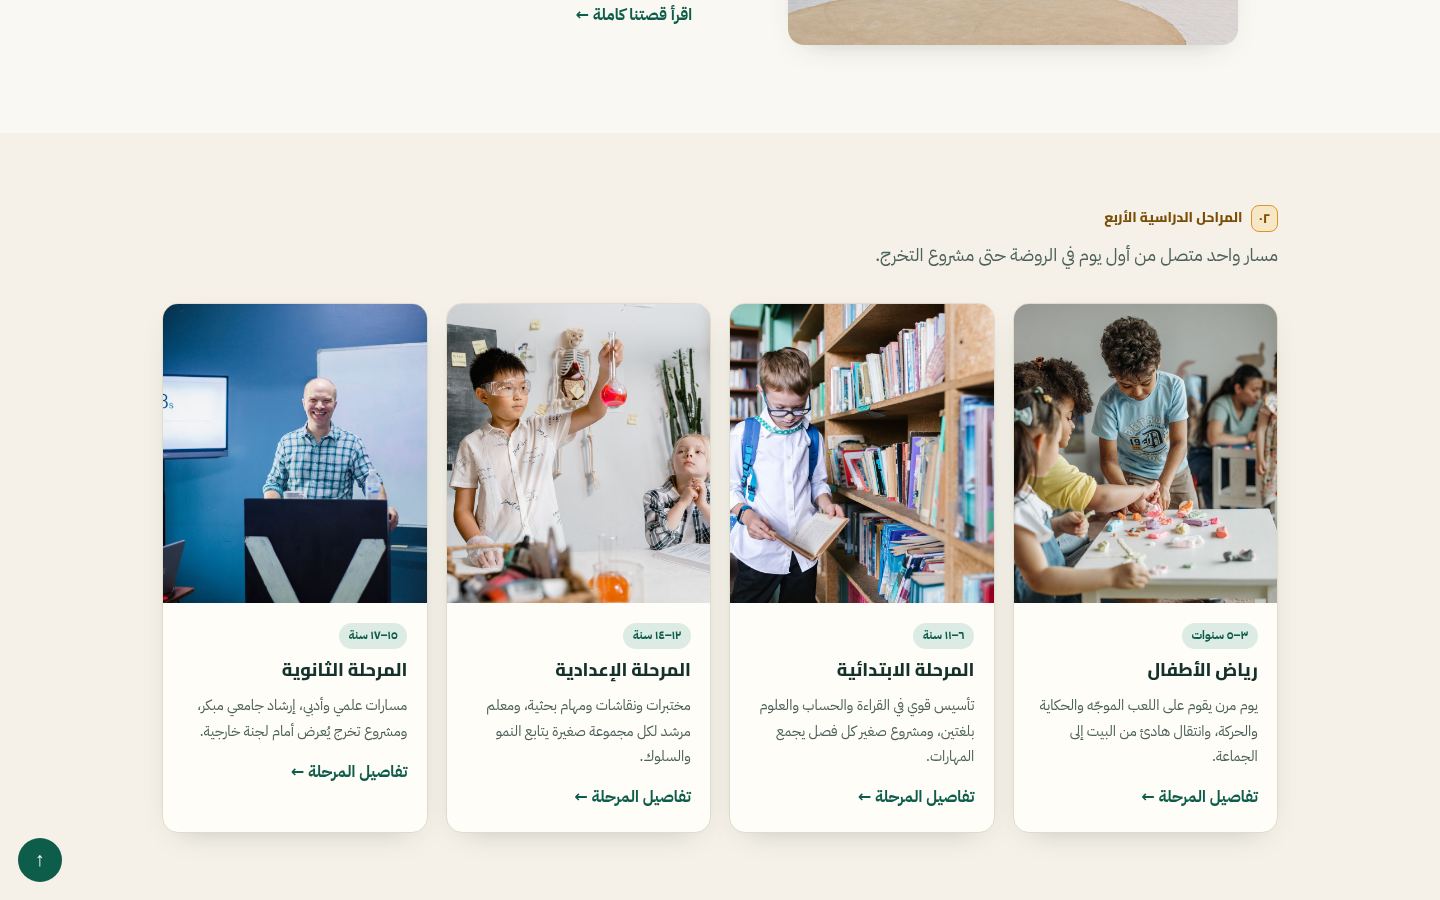 اقرأ قصتنا كاملة ←
٠٢ المراحل الدراسية الأربع
مسار واحد متصل من أول يوم في الروضة حتى مشروع التخرج.
٣–٥ سنوات
رياض الأطفال
يوم مرن يقوم على اللعب الموجّه والحكاية
والحركة، وانتقال هادئ من البيت إلى
الجماعة.
تفاصيل المرحلة ←
٦–١١ سنة
المرحلة الابتدائية
تأسيس قوي في القراءة والحساب والعلوم
بلغتين، ومشروع صغير كل فصل يجمع
المهارات.
تفاصيل المرحلة ←
١٢–١٤ سنة
المرحلة الإعدادية
مختبرات ونقاشات ومهام بحثية، ومعلم
مرشد لكل مجموعة صغيرة يتابع النمو
والسلوك.
تفاصيل المرحلة ←
١٥–١٧ سنة
المرحلة الثانوية
مسارات علمي وأدبي، إرشاد جامعي مبكر،
ومشروع تخرج يُعرض أمام لجنة خارجية.
تفاصيل المرحلة ←
↑